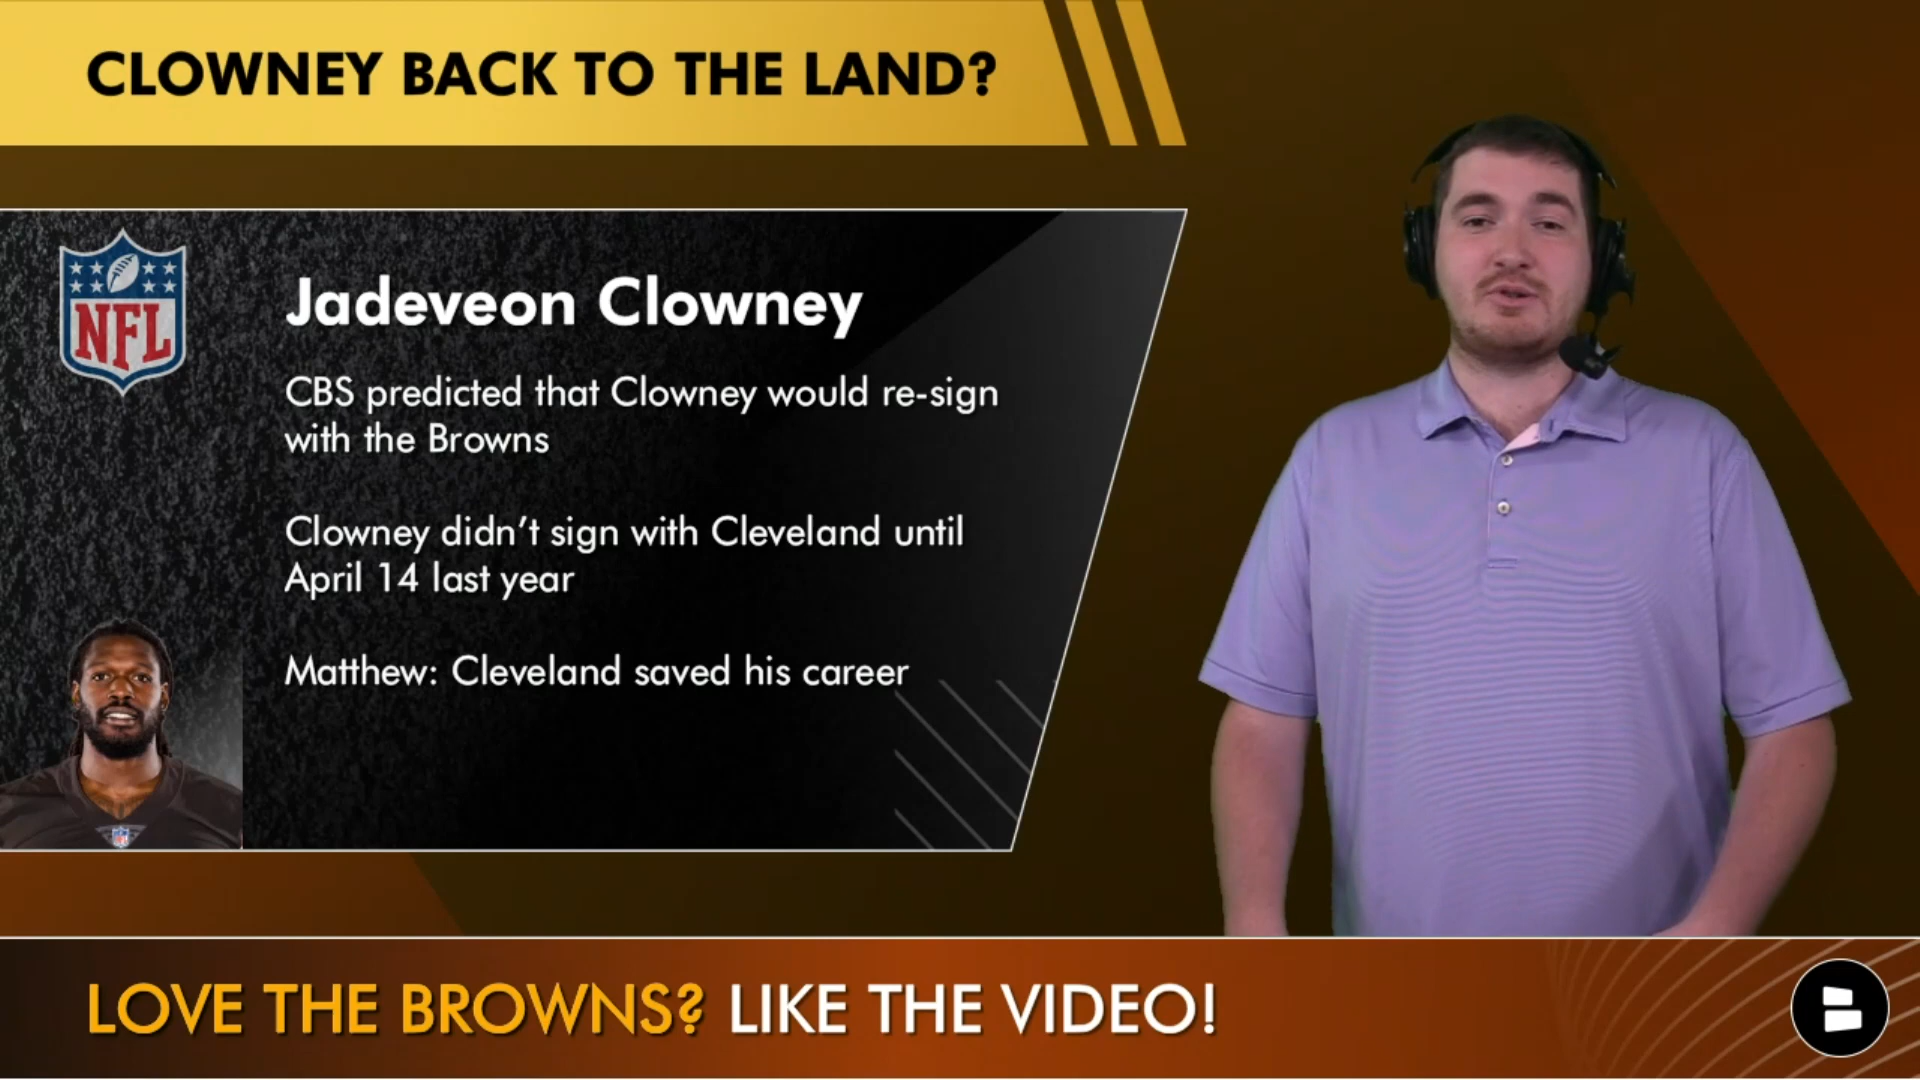 CLOWNEY BACK TO THE LAND?
NFL
Jadeveon Clowney
CBS predicted that Clowney would re-sign
with the Browns
Clowney didn’t sign with Cleveland until
April 14 last year
Matthew: Cleveland saved his career
LOVE THE BROWNS? LIKE THE VIDEO!